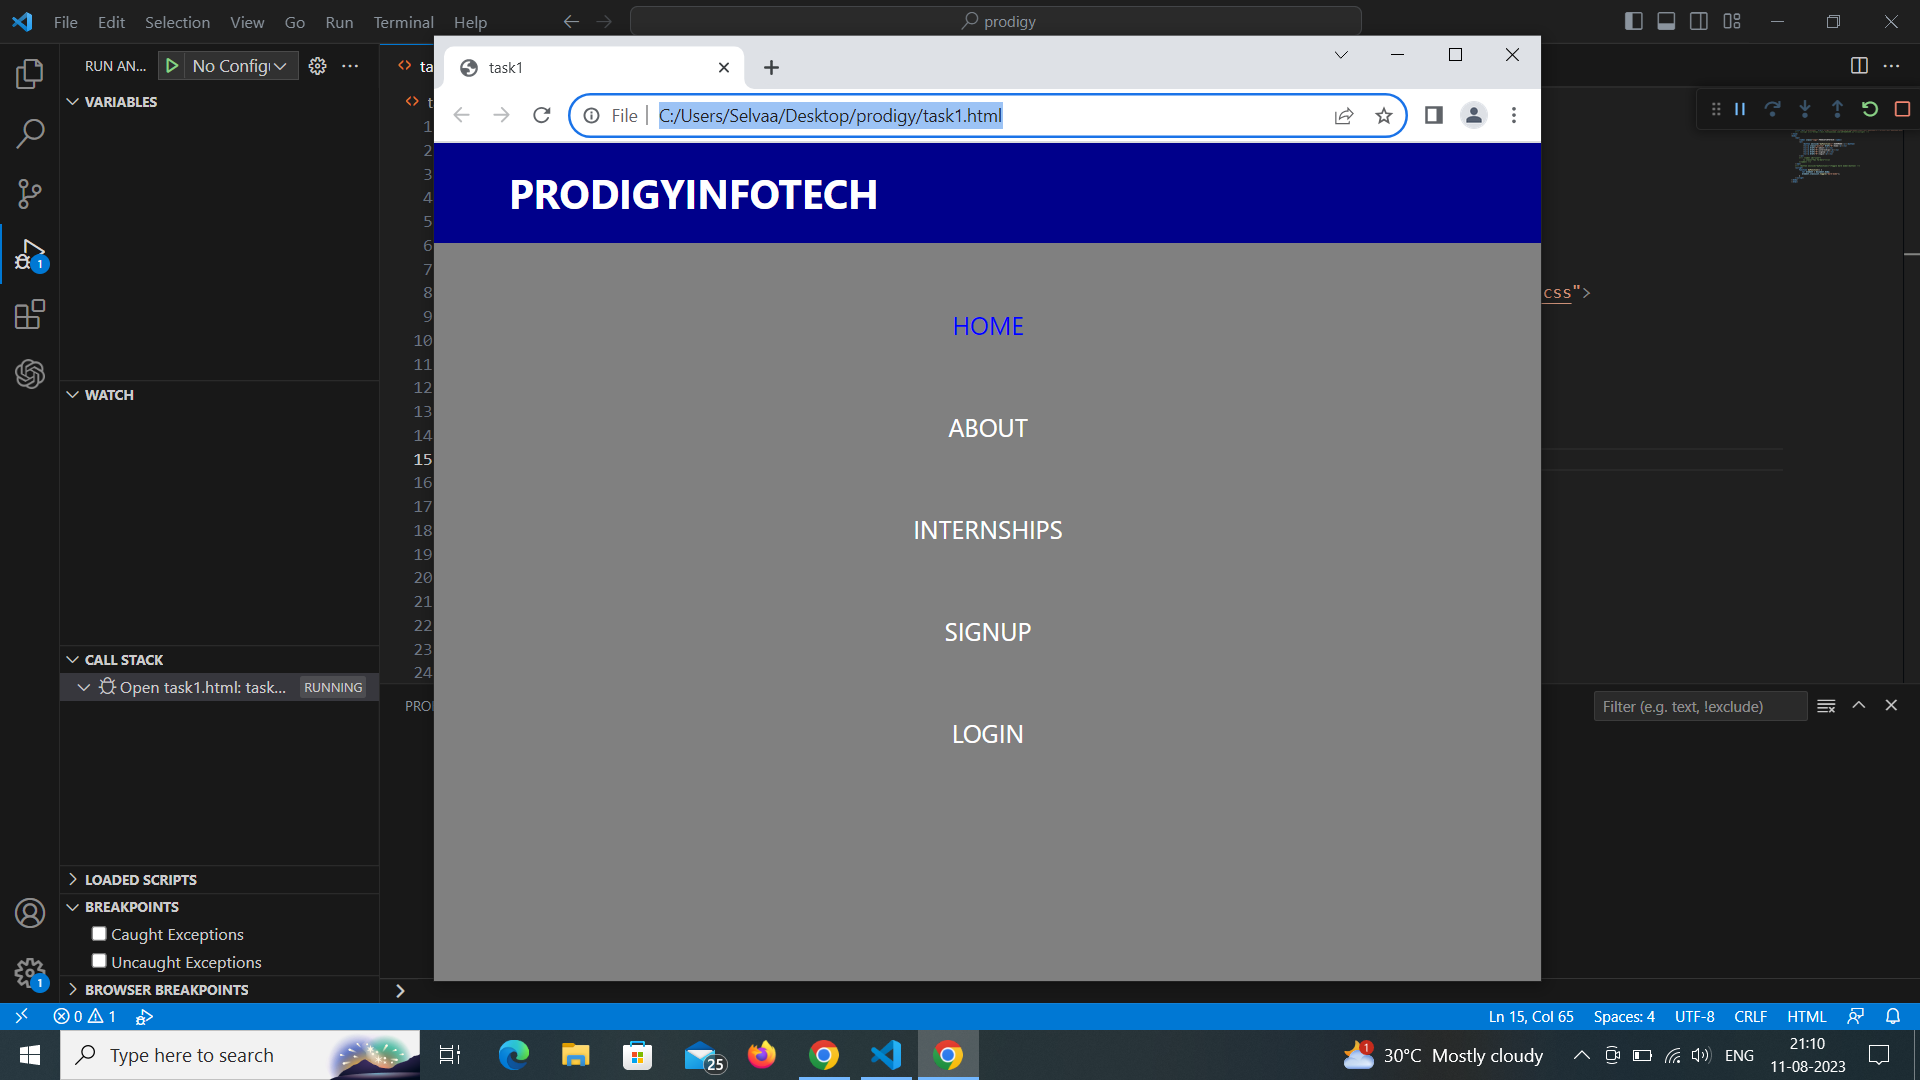 File Edit Selection View Go Run Terminal Help
prodigy
RUN AN... No Config
VARIABLES
WATCH
CALL STACK
Open task1.html: task... RUNNING
LOADED SCRIPTS
BREAKPOINTS
Caught Exceptions
Uncaught Exceptions
BROWSER BREAKPOINTS
1
1
ta
t
1
2
3
4
5
6
7
8
9
10
11
12
13
14
15
16
17
18
19
20
21
22
23
24
css">
PRO
Filter (e.g. text, !exclude)
task1
File C:/Users/Selvaa/Desktop/prodigy/task1.html
PRODIGYINFOTECH
HOME
ABOUT
INTERNSHIPS
SIGNUP
LOGIN
0 1
Ln 15, Col 65 Spaces: 4 UTF-8 CRLF HTML
Type here to search
25
1
30°C Mostly cloudy
ENG
21:10
11-08-2023